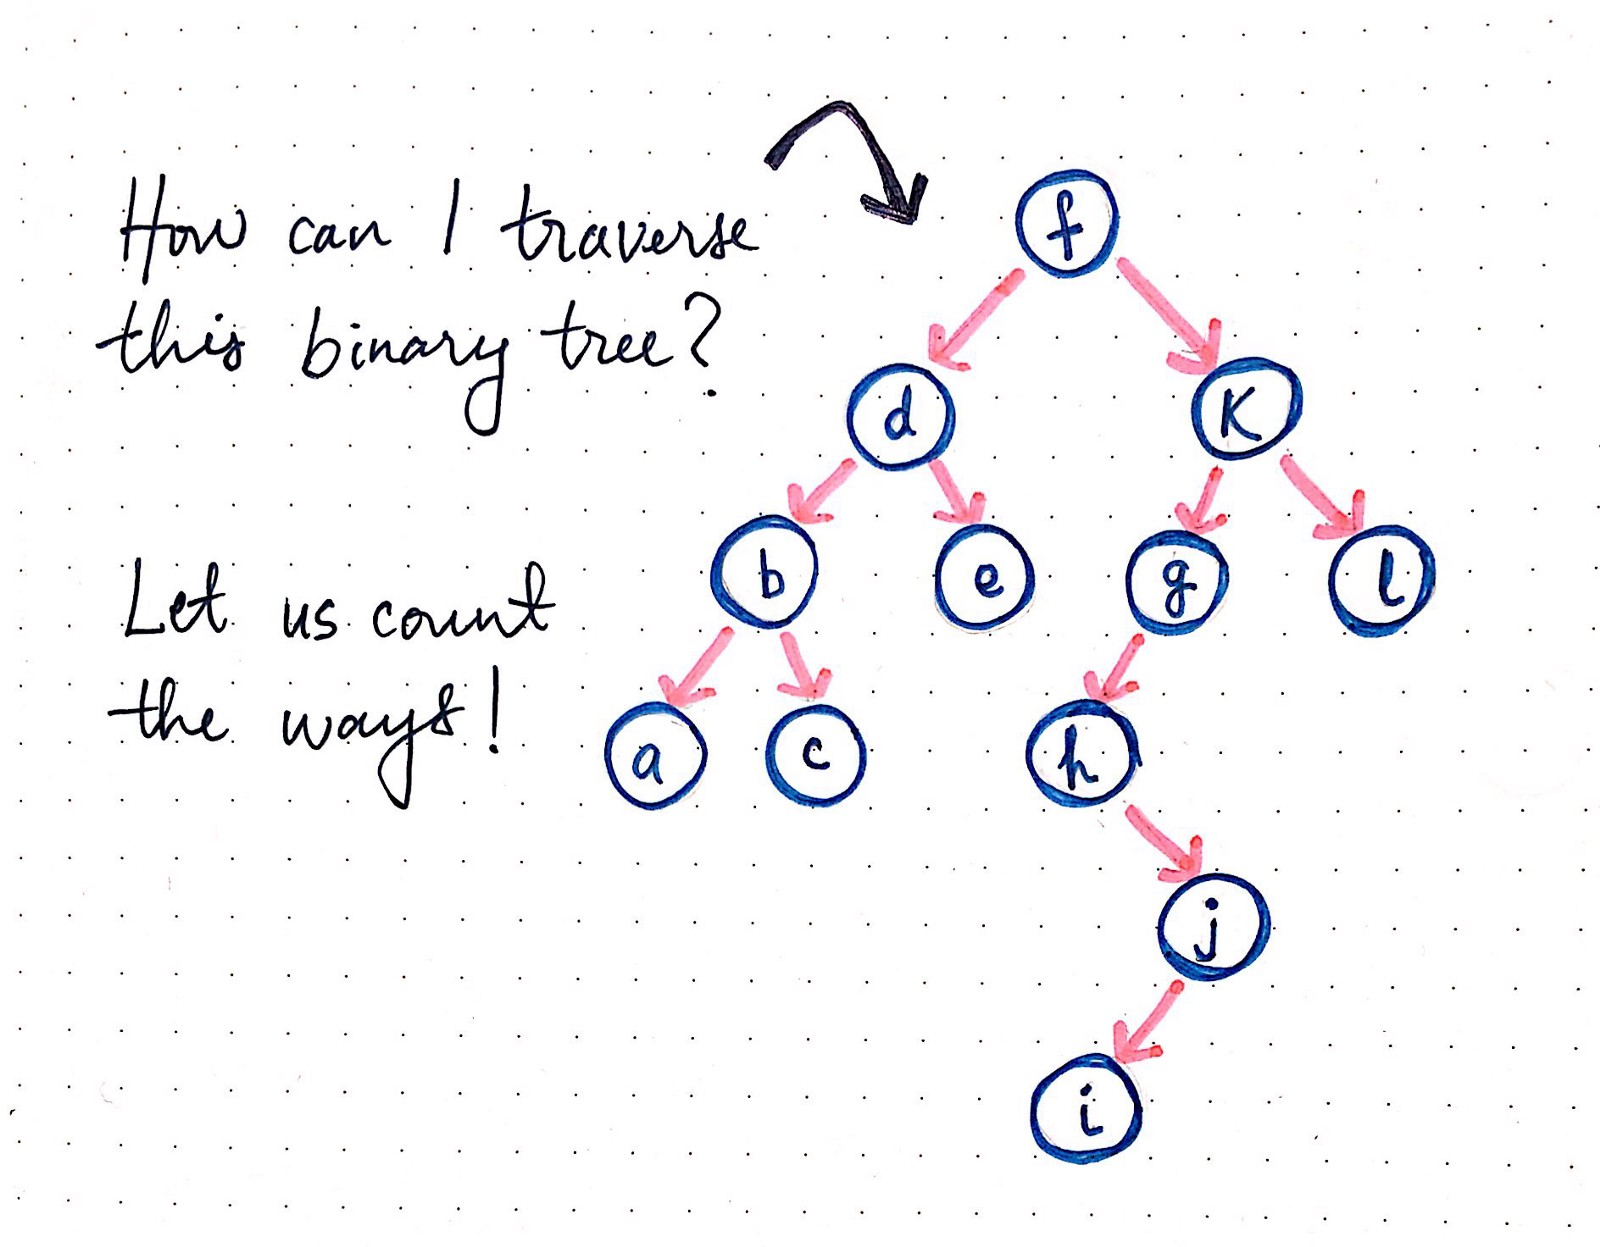 How can I traverse
this binary tree?
Let us count
the ways!
f
d
K
b
e
g
l
a
c
h
j
i